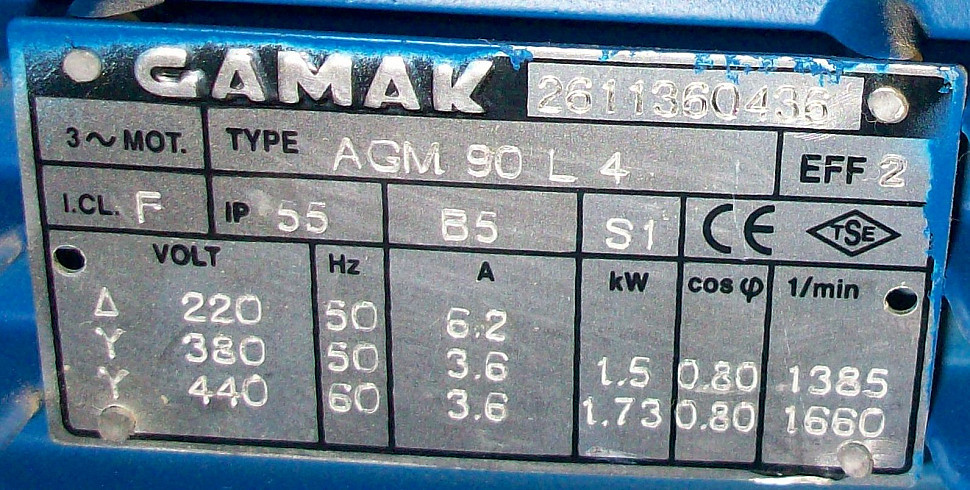 GAMAK 2611360436
3~MOT. TYPE AGM 90 L 4 EFF 2
I.CL. F IP 55 B5 S1 CE TSE
VOLT Hz A kW cos φ 1/min
Δ 220 50 6.2
Y 380 50 3.6 1.5 0.80 1385
Y 440 60 3.6 1.73 0.80 1660